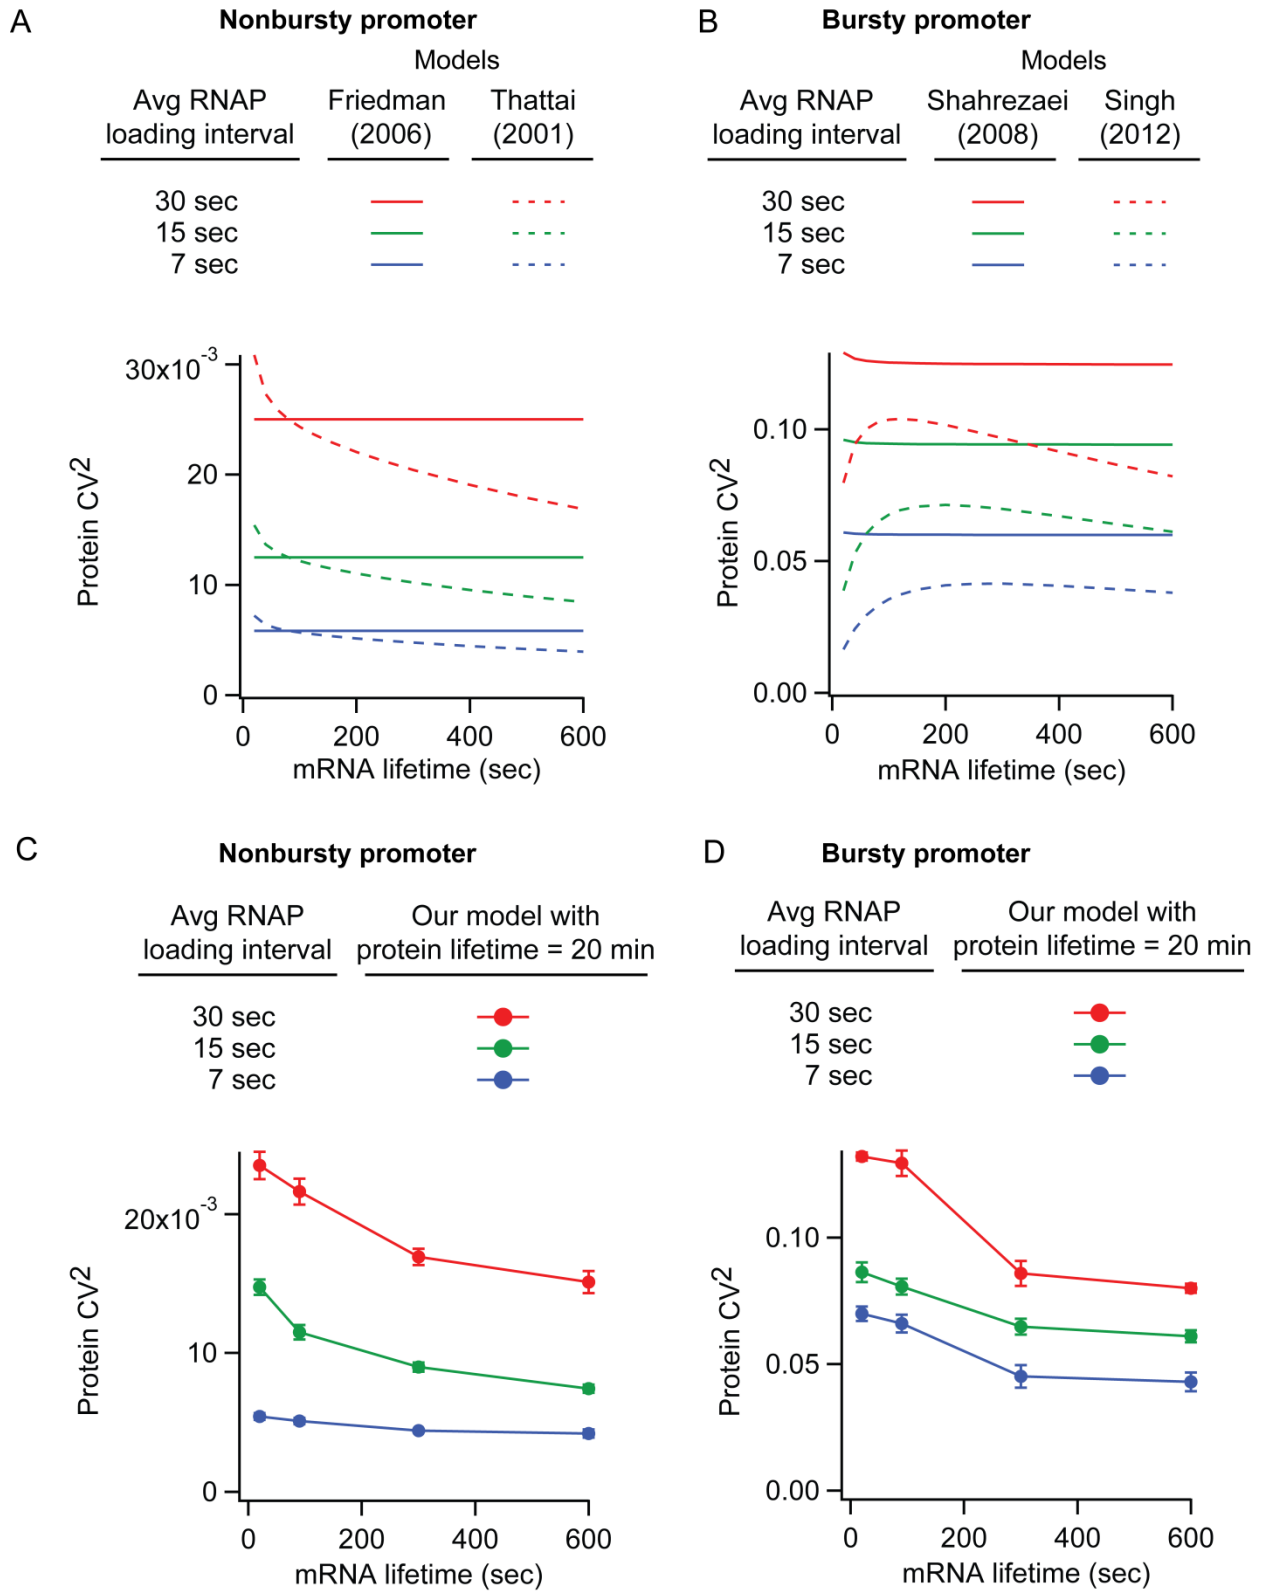 A
Nonbursty promoter
Models
Avg RNAP
loading interval
Friedman
(2006)
Thattai
(2001)
30 sec
15 sec
7 sec
30x10-3
20
10
0
Protein CV2
0 200 400 600
mRNA lifetime (sec)
B
Bursty promoter
Models
Avg RNAP
loading interval
Shahrezaei
(2008)
Singh
(2012)
30 sec
15 sec
7 sec
0.10
0.05
0.00
Protein CV2
0 200 400 600
mRNA lifetime (sec)
C
Nonbursty promoter
Avg RNAP
loading interval
Our model with
protein lifetime = 20 min
30 sec
15 sec
7 sec
20x10-3
10
0
Protein CV2
0 200 400 600
mRNA lifetime (sec)
D
Bursty promoter
Avg RNAP
loading interval
Our model with
protein lifetime = 20 min
30 sec
15 sec
7 sec
0.10
0.05
0.00
Protein CV2
0 200 400 600
mRNA lifetime (sec)